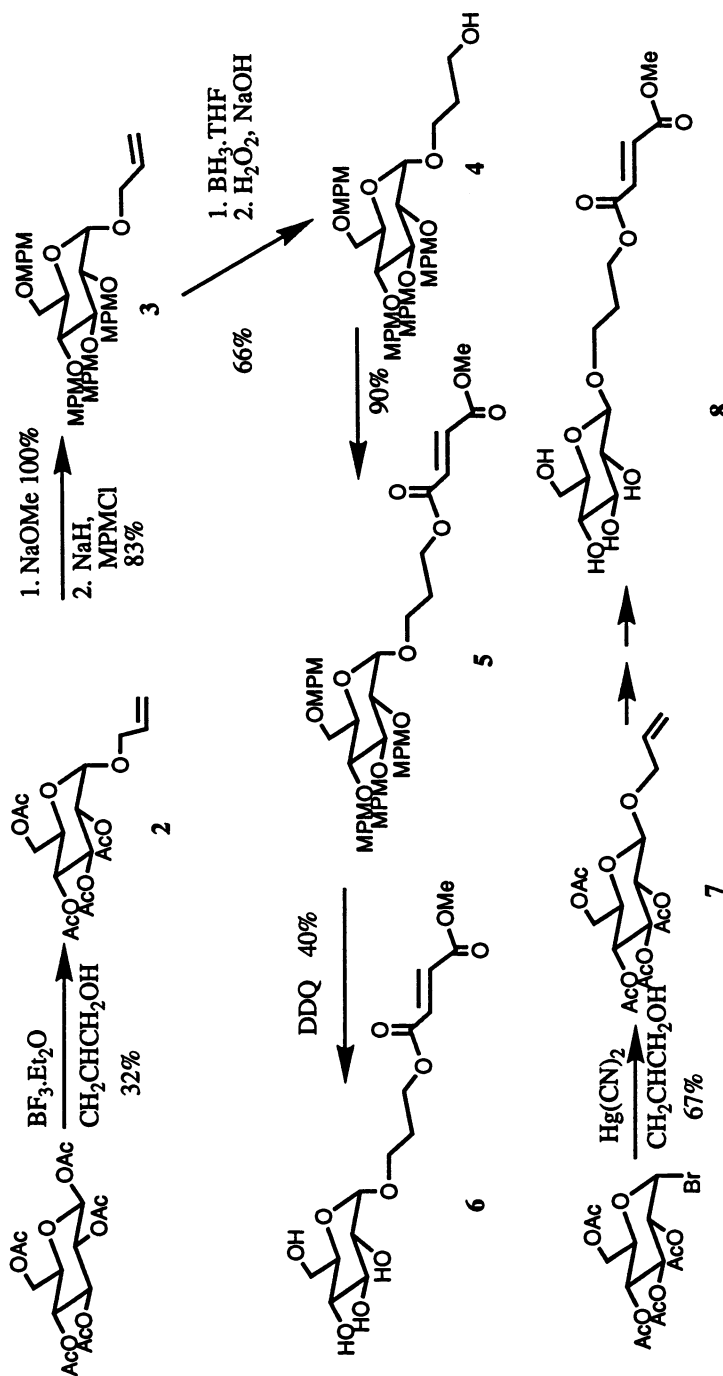 OAc
O
OAc
AcO
AcO
OAc
BF3.Et2O
CH2CHCH2OH
32%
OAc
O
AcO
AcO
AcO
O
2
1. NaOMe 100%
2. NaH,
MPMCl
83%
OMPM
O
MPMO
MPMO
MPMO
O
3
66%
1. BH3.THF
2. H2O2, NaOH
OMPM
O
MPMO
MPMO
MPMO
O
OH
4
90%
OMPM
O
MPMO
MPMO
MPMO
O
O
O
OMe
O
5
DDQ 40%
OH
O
HO
HO
HO
O
O
O
OMe
O
6
OAc
O
AcO
AcO
AcO
Br
Hg(CN)2
CH2CHCH2OH
67%
OAc
O
O
AcO
AcO
AcO
7
OH
O
O
HO
HO
HO
O
O
OMe
O
8